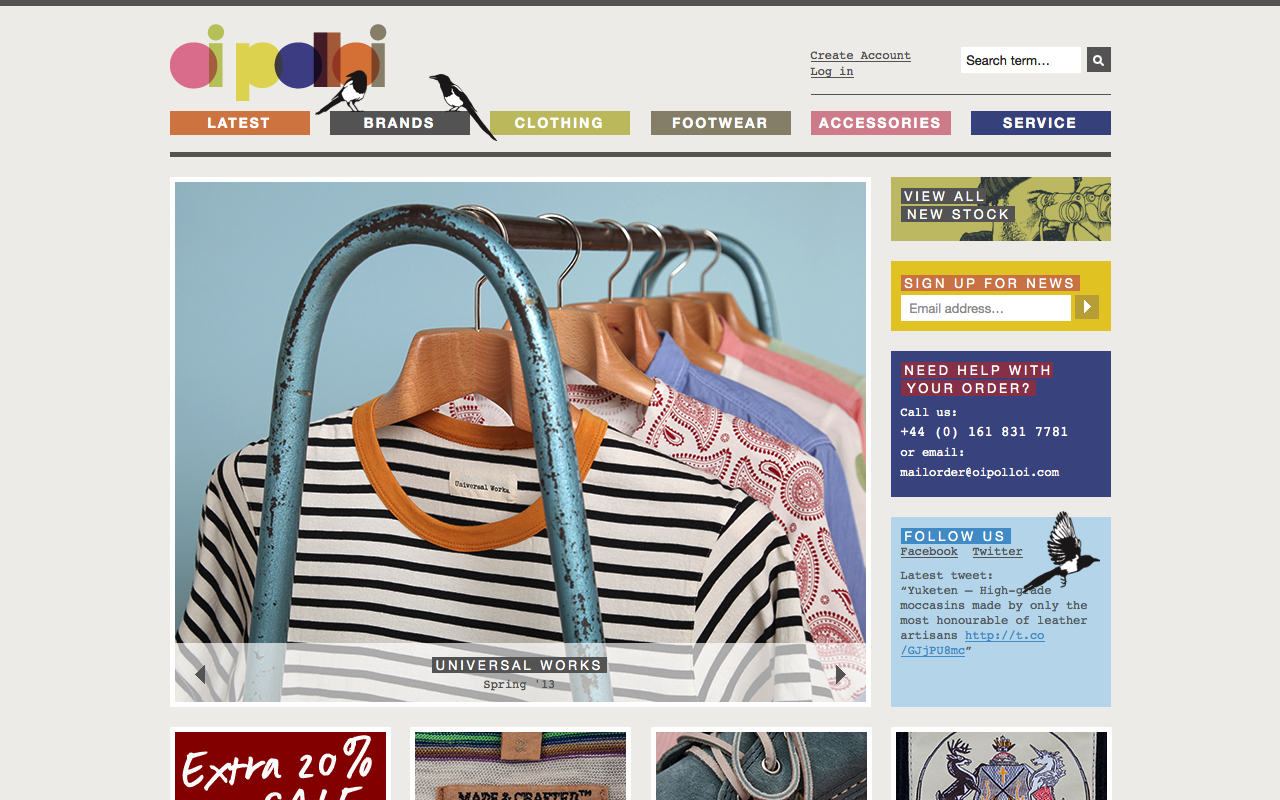 oi polloi
Create Account
Log in
Search term...
LATEST
BRANDS
CLOTHING
FOOTWEAR
ACCESSORIES
SERVICE
VIEW ALL
NEW STOCK
SIGN UP FOR NEWS
Email address...
NEED HELP WITH
YOUR ORDER?
Call us:
+44 (0) 161 831 7781
or email:
mailorder@oipolloi.com
Universal Works
UNIVERSAL WORKS
Spring '13
FOLLOW US
Facebook Twitter
Latest tweet:
“Yuketen – High-grade
moccasins made by only the
most honourable of leather
artisans http://t.co
/GJjPU8mc”
Extra 20%
SALE
MADE & CRAFTED™